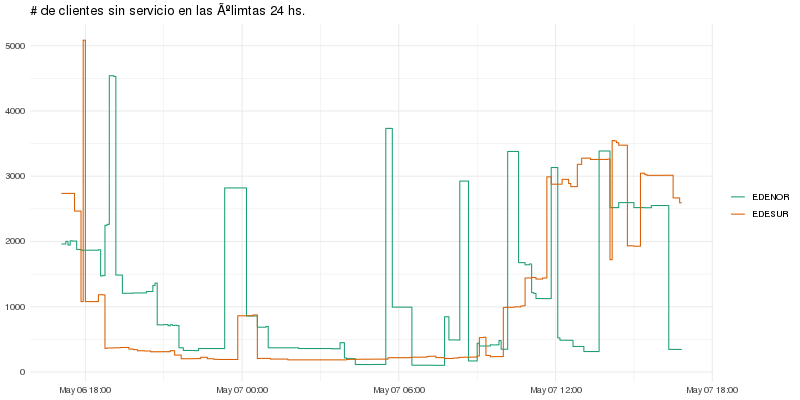 # de clientes sin servicio en las Ãºlimtas 24 hs.
5000
4000
3000
2000
1000
0
May 06 18:00
May 07 00:00
May 07 06:00
May 07 12:00
May 07 18:00
EDENOR
EDESUR